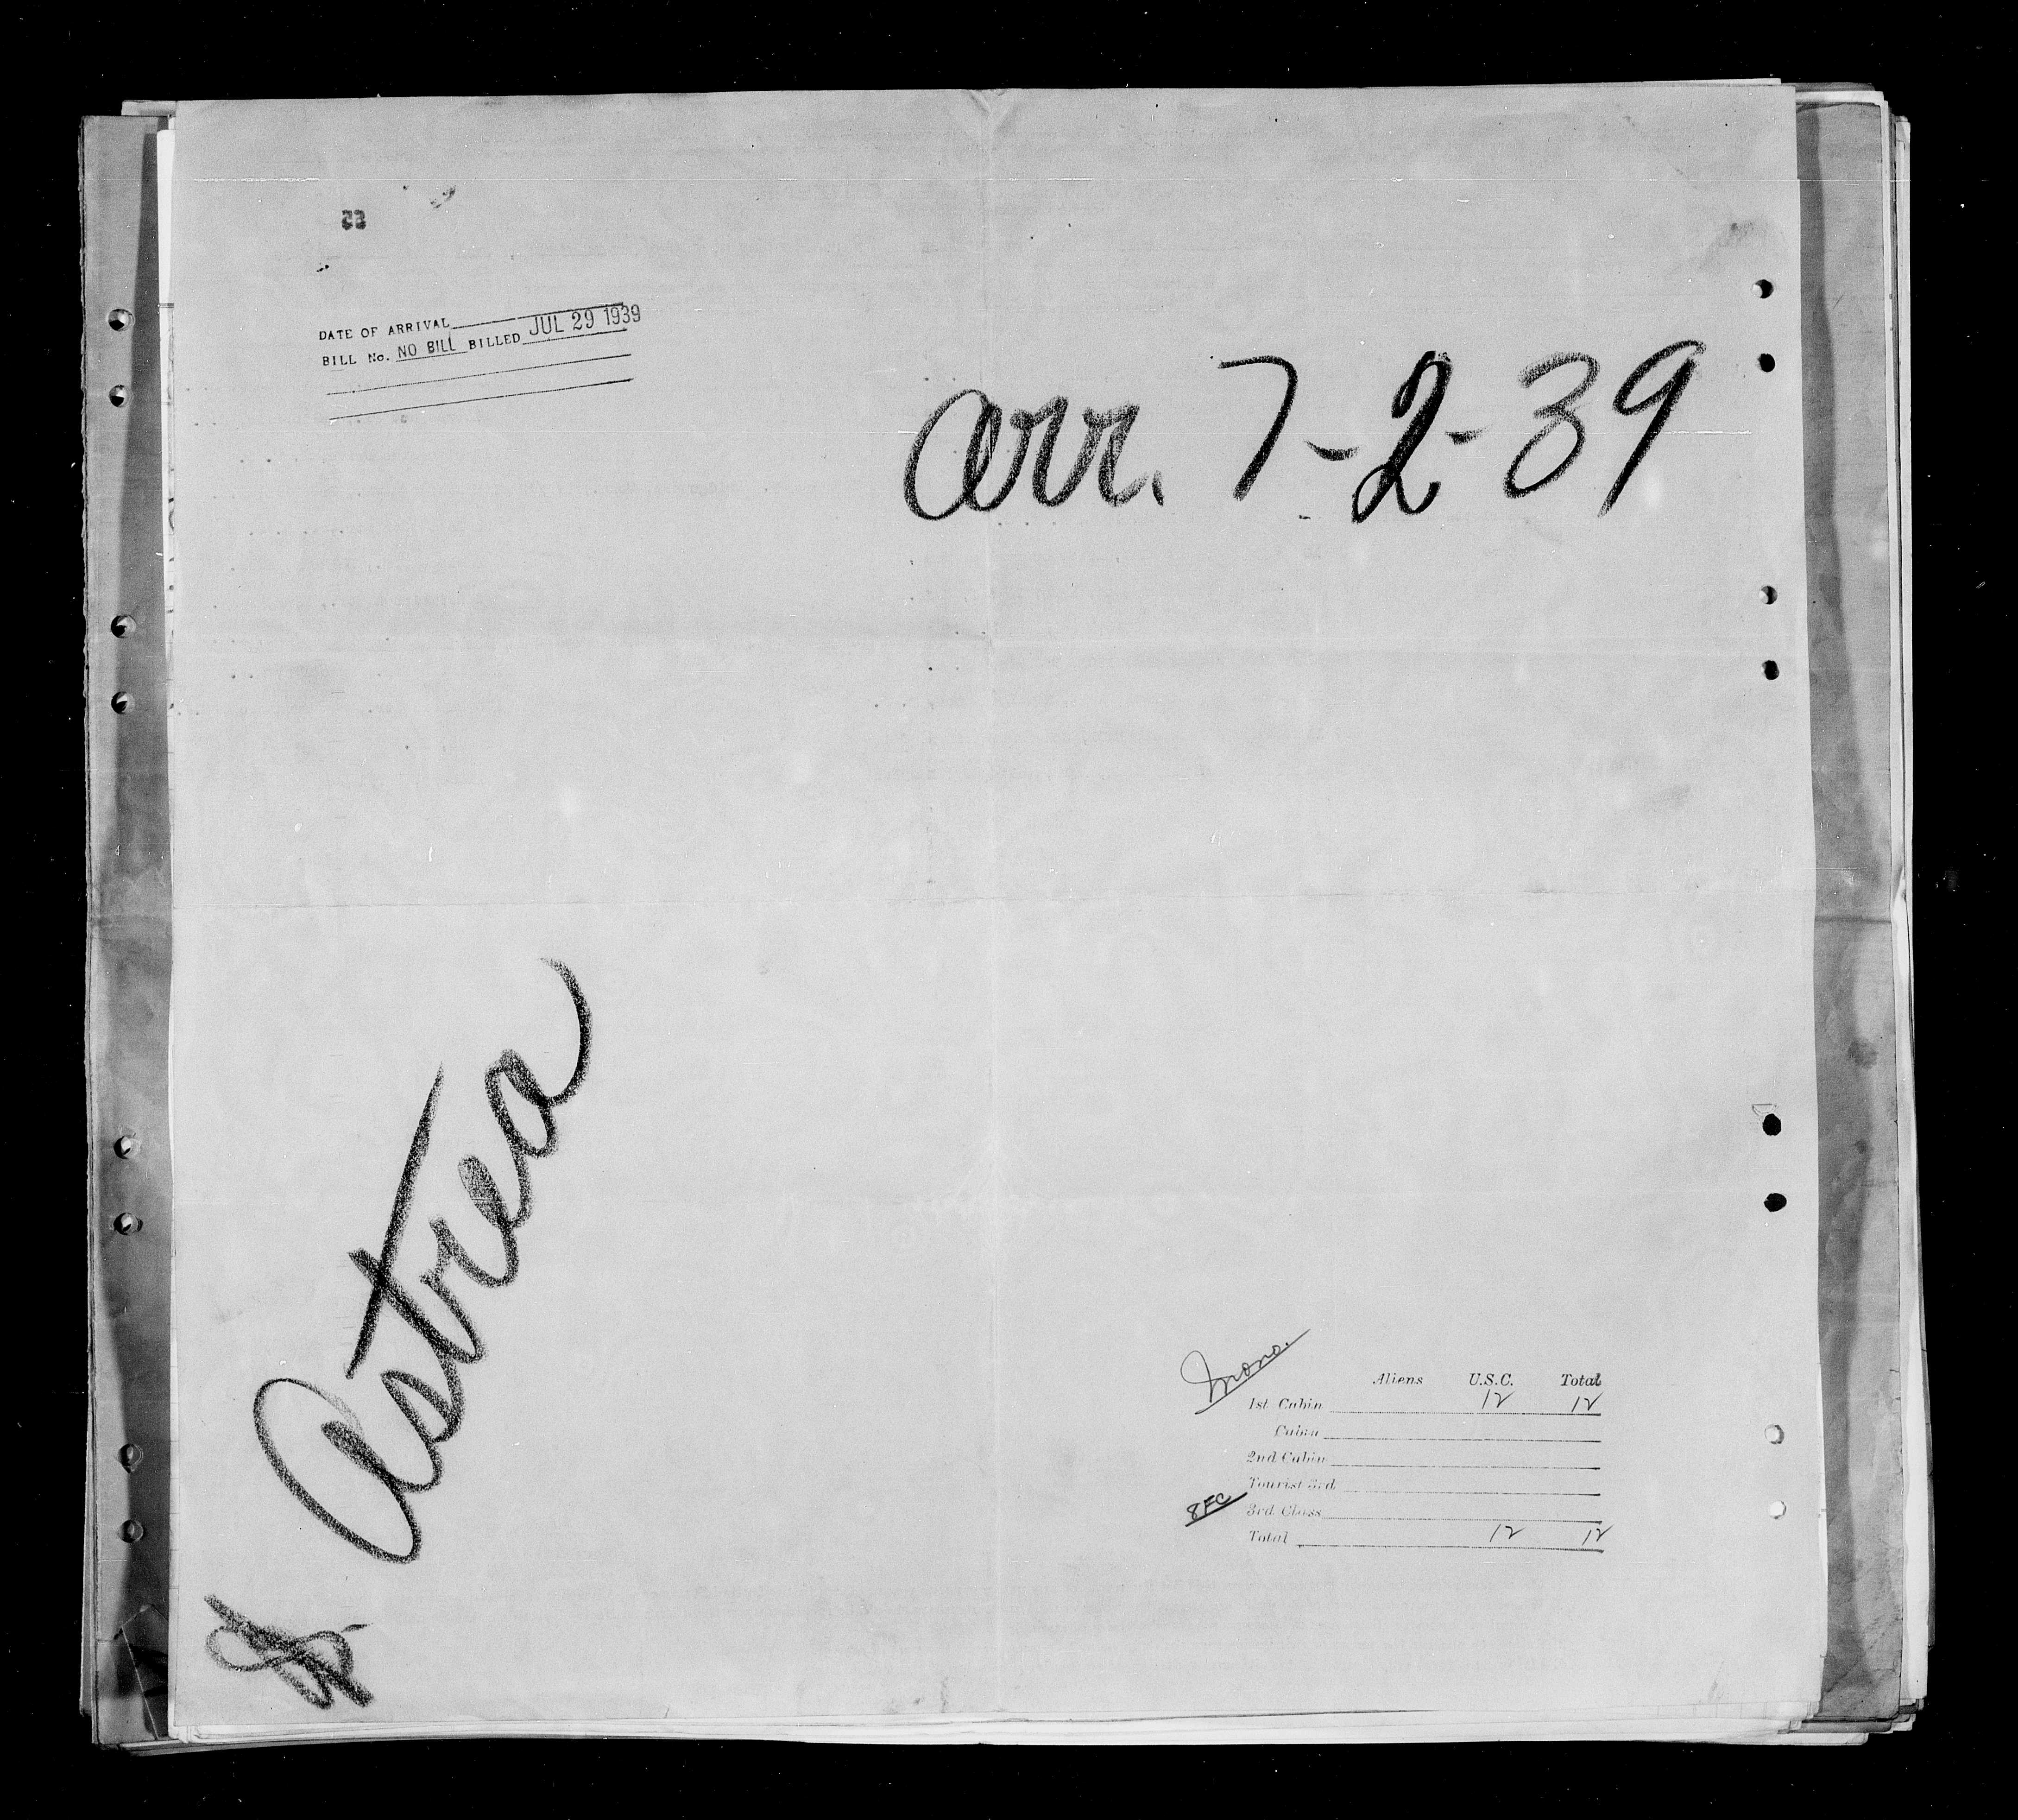 DATE OF ARRIVAL
BILL No. NO BILL BILLED JUL 29 1939
arr. 7-2-39
Astrea
Aliens U.S.C. Total
1st Cabin 12 12
Cabin
2nd Cabin
Tourist 3rd
8FC 3rd Class
Total 12 12